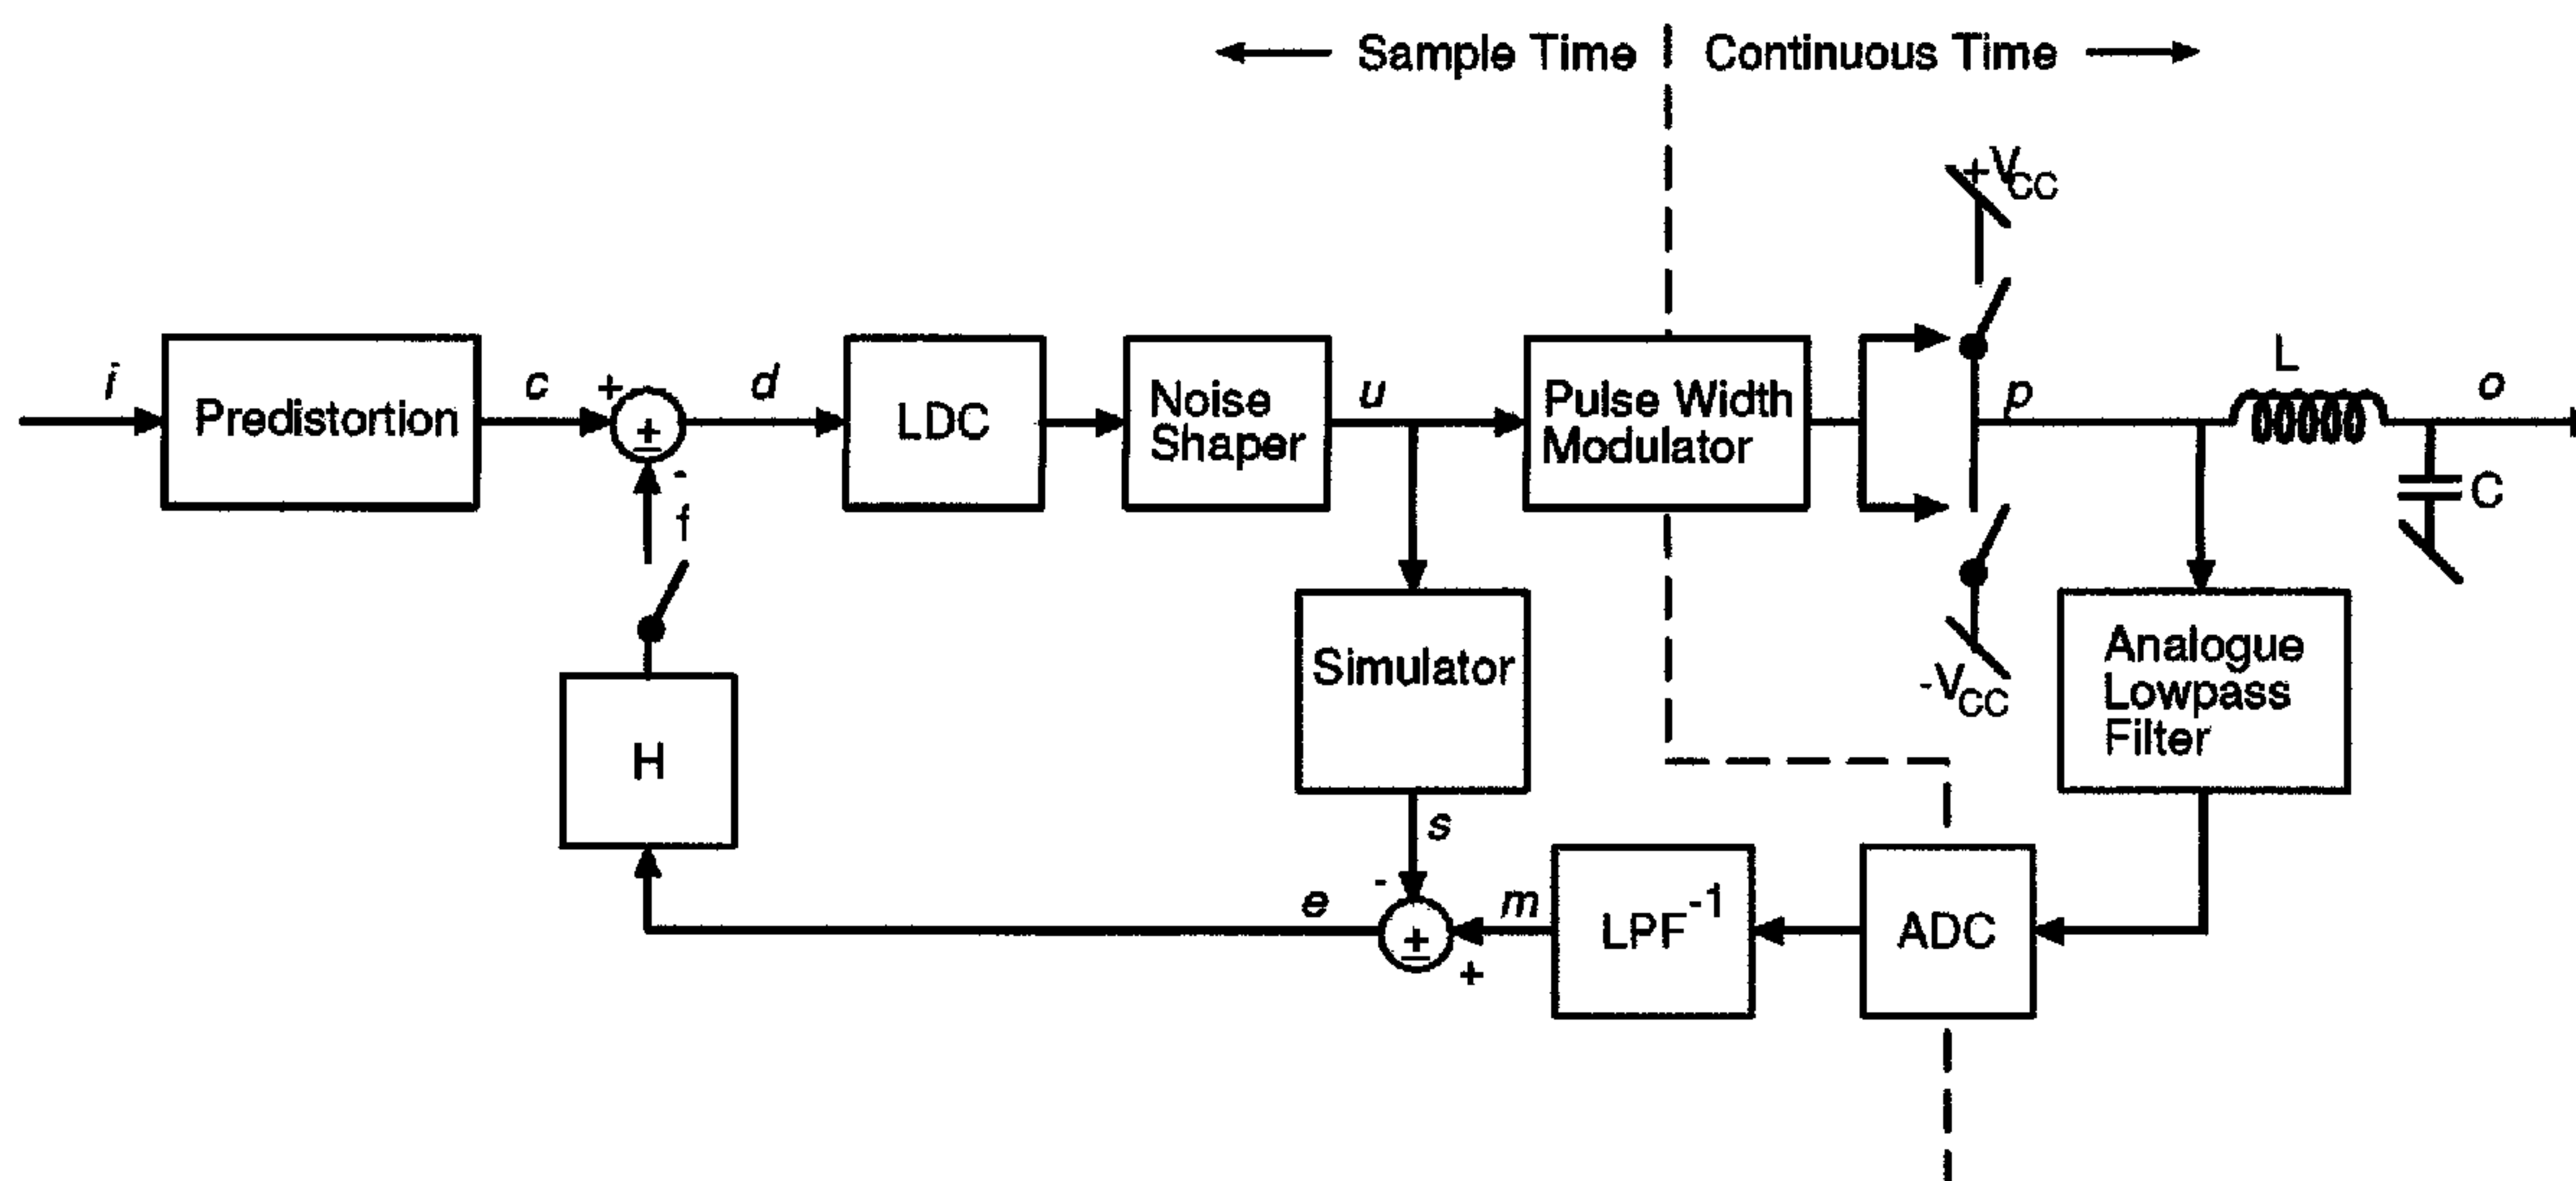 Sample Time
Continuous Time
+VCC
i
Predistortion
c
+
±
-
d
LDC
Noise
Shaper
u
Pulse Width
Modulator
p
L
o
C
f
-VCC
H
Simulator
Analogue
Lowpass
Filter
s
-
e
±
+
m
LPF-1
ADC